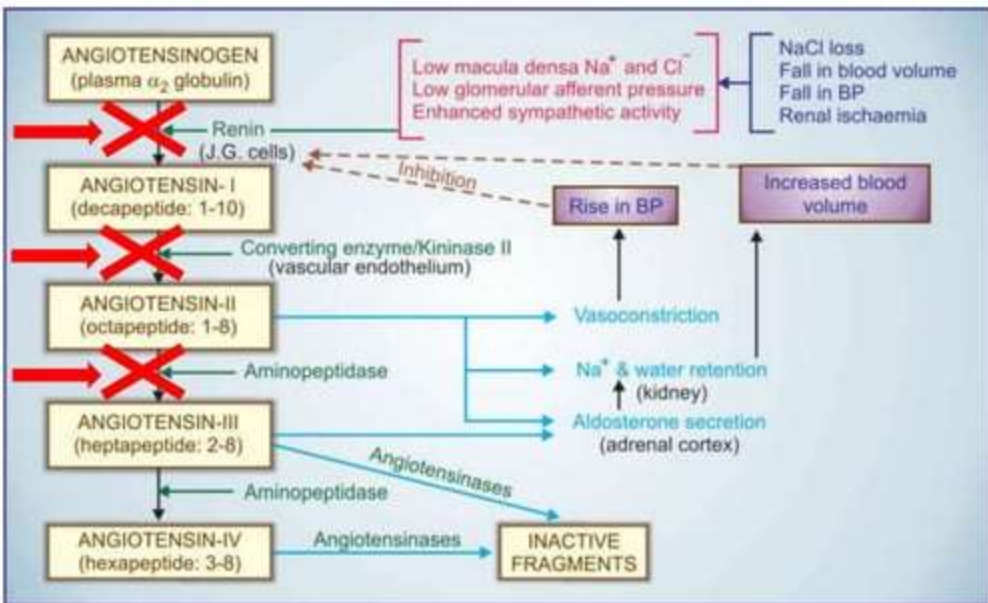 ANGIOTENSINOGEN
(plasma α₂ globulin)
Low macula densa Na⁺ and Cl⁻
Low glomerular afferent pressure
Enhanced sympathetic activity
NaCl loss
Fall in blood volume
Fall in BP
Renal ischaemia
Renin
(J.G. cells)
Inhibition
ANGIOTENSIN- I
(decapeptide: 1-10)
Rise in BP
Increased blood
volume
Converting enzyme/Kininase II
(vascular endothelium)
ANGIOTENSIN-II
(octapeptide: 1-8)
Vasoconstriction
Aminopeptidase
Na⁺ & water retention
(kidney)
ANGIOTENSIN-III
(heptapeptide: 2-8)
Aldosterone secretion
(adrenal cortex)
Angiotensinases
Aminopeptidase
ANGIOTENSIN-IV
(hexapeptide: 3-8)
Angiotensinases
INACTIVE
FRAGMENTS